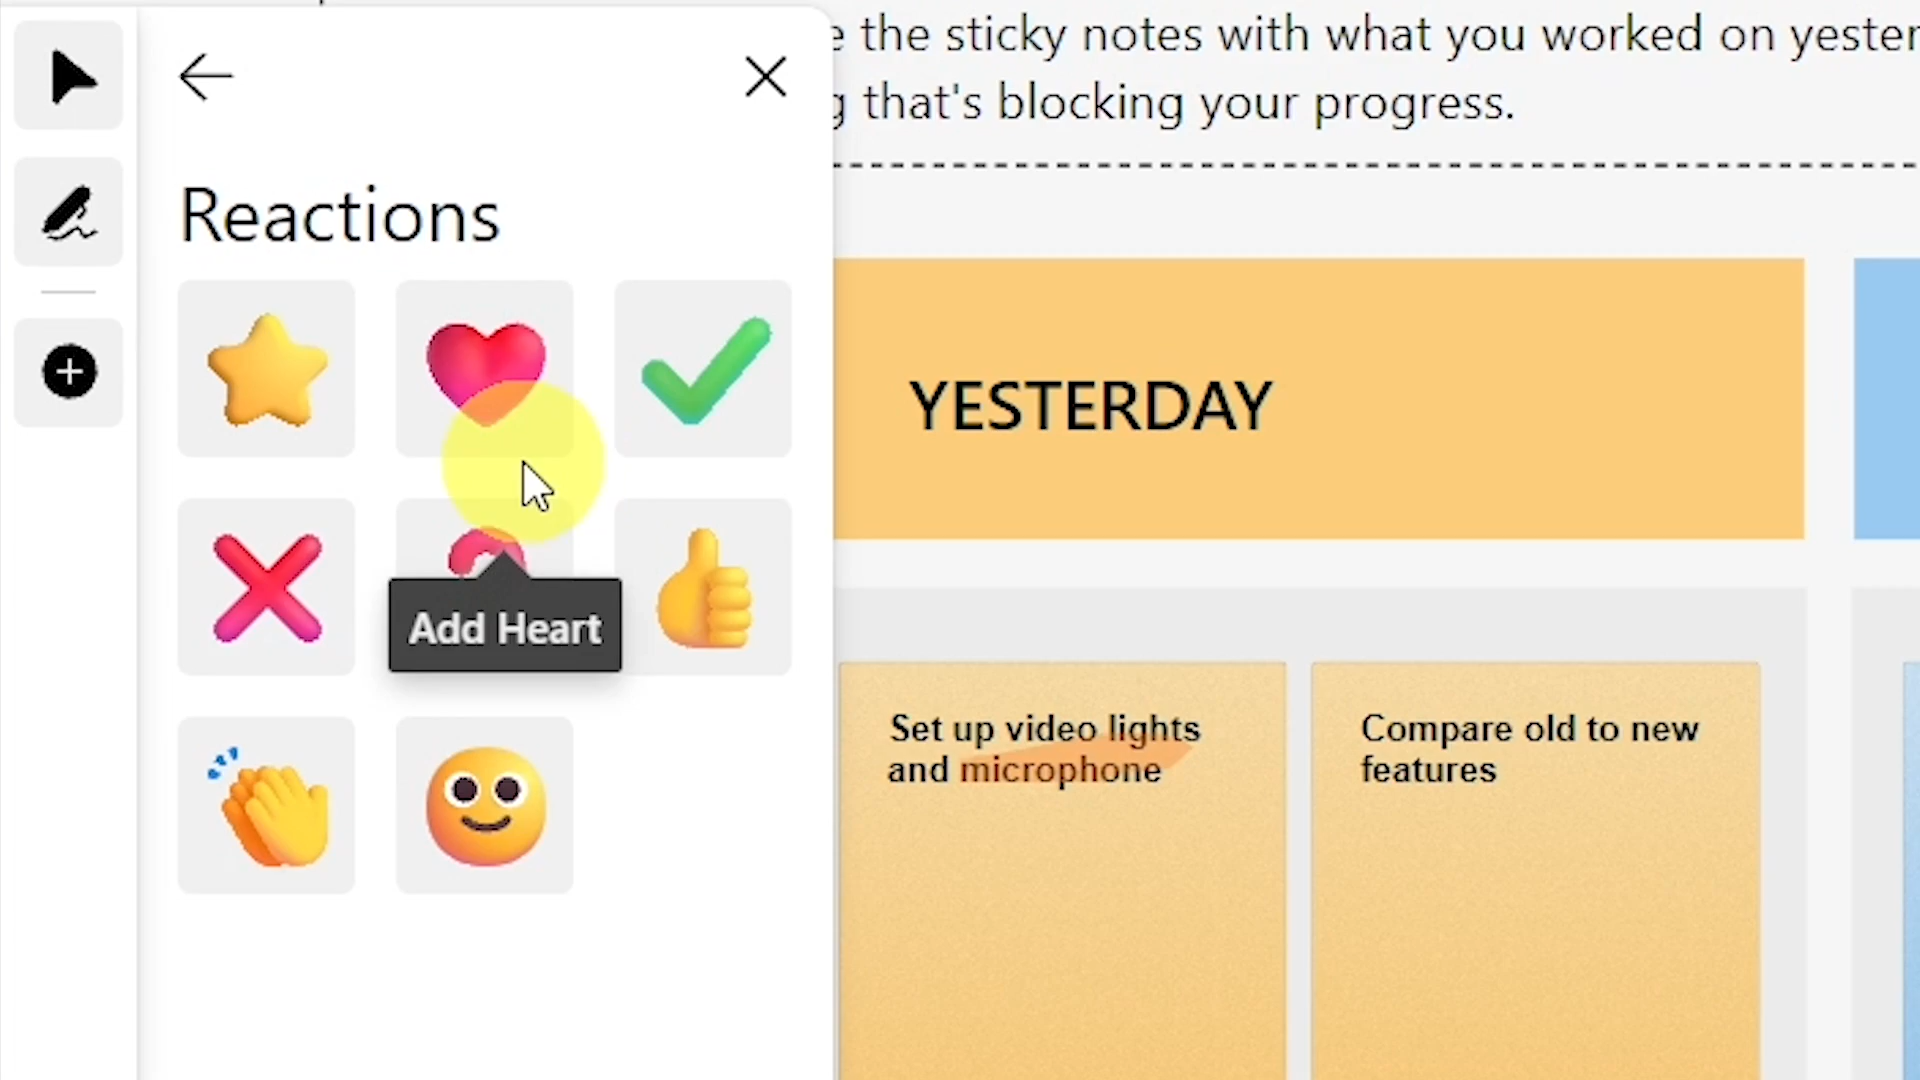 the sticky notes with what you worked on
that's blocking your progress.
Reactions
YESTERDAY
Add Heart
Set up video lights
and microphone
Compare old to new
features